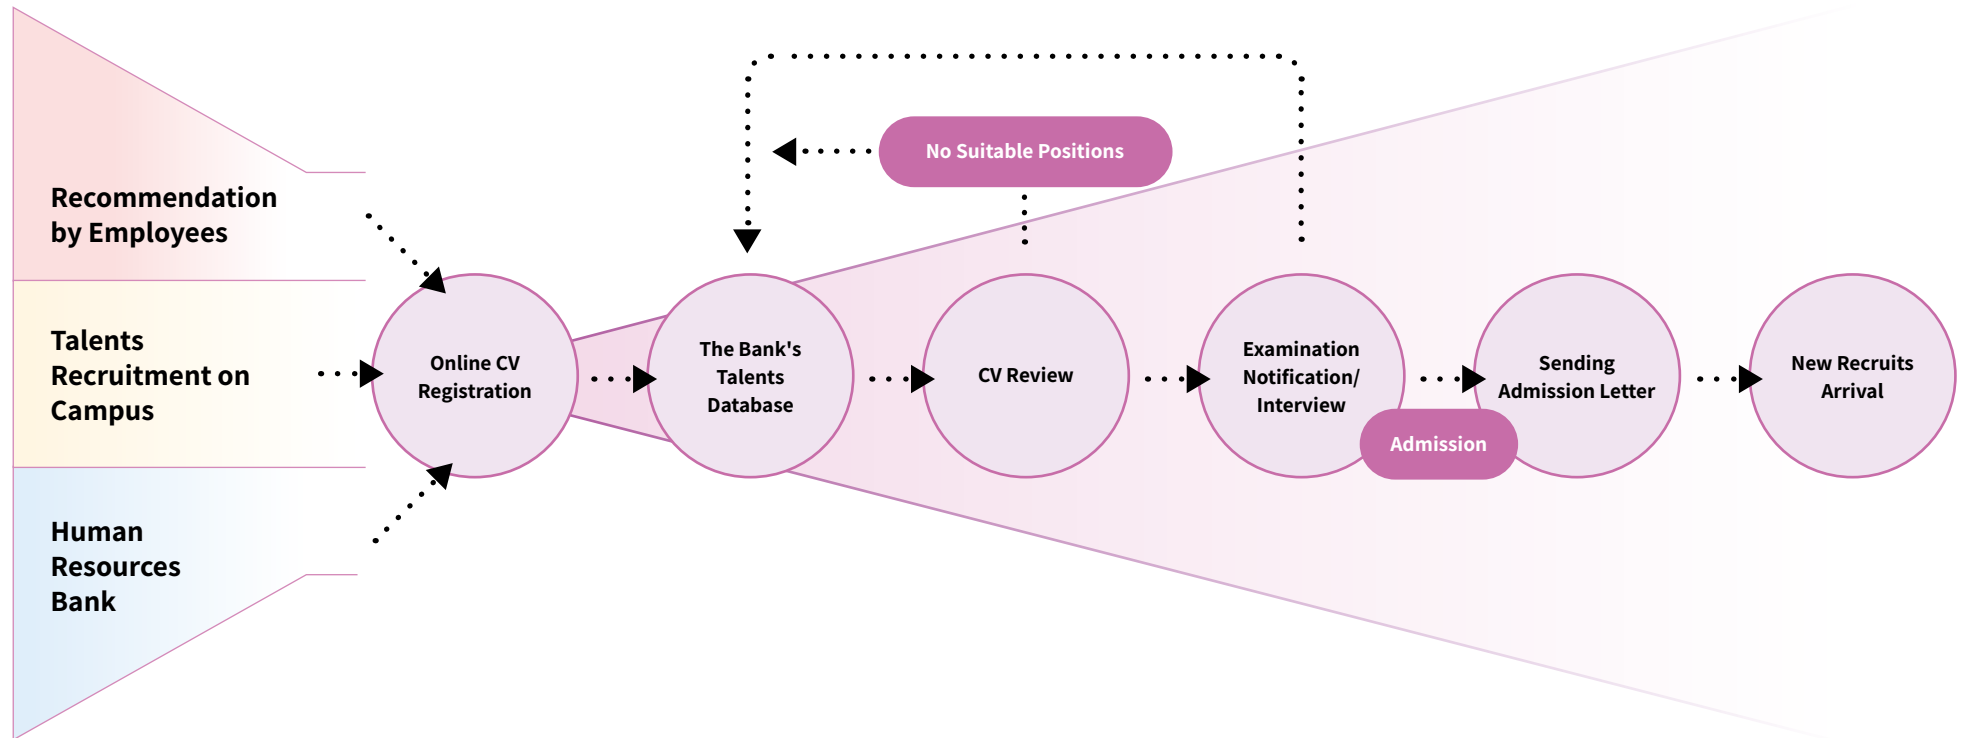 Recommendation
by Employees
Talents
Recruitment on
Campus
Human
Resources
Bank
No Suitable Positions
Online CV
Registration
The Bank's
Talents
Database
CV Review
Examination
Notification/
Interview
Admission
Sending
Admission Letter
New Recruits
Arrival